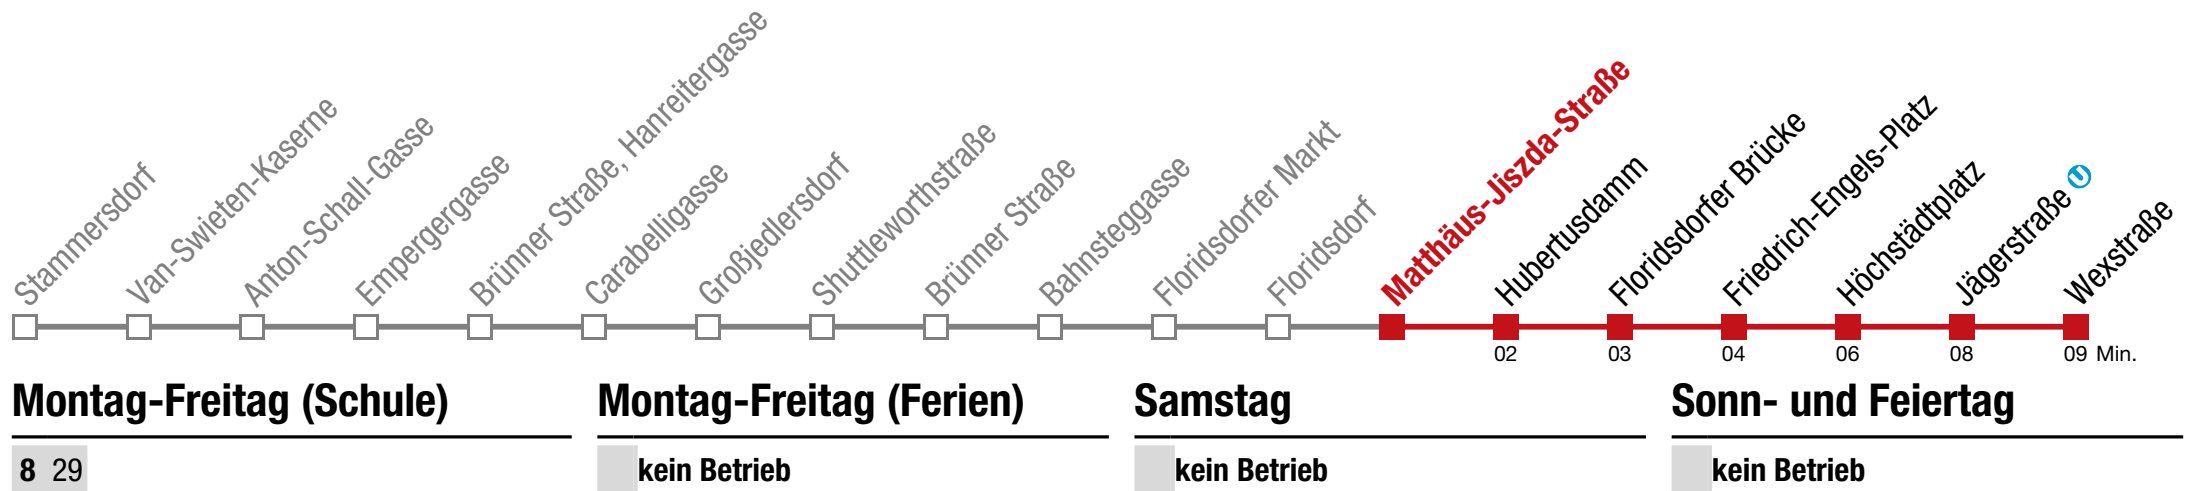 Stammersdorf
Van-Swieten-Kaserne
Anton-Schall-Gasse
Empergergasse
Brünner Straße, Hanreitergasse
Carabelligasse
Großjedlersdorf
Shuttleworthstraße
Brünner Straße
Bahnsteggasse
Floridsdorfer Markt
Floridsdorf
Matthäus-Jiszda-Straße
Hubertusdamm
Floridsdorfer Brücke
Friedrich-Engels-Platz
Höchstädtplatz
Jägerstraße U
Wexstraße
02 03 04 06 08 09 Min.
Montag-Freitag (Schule)
8 29
Montag-Freitag (Ferien)
kein Betrieb
Samstag
kein Betrieb
Sonn- und Feiertag
kein Betrieb